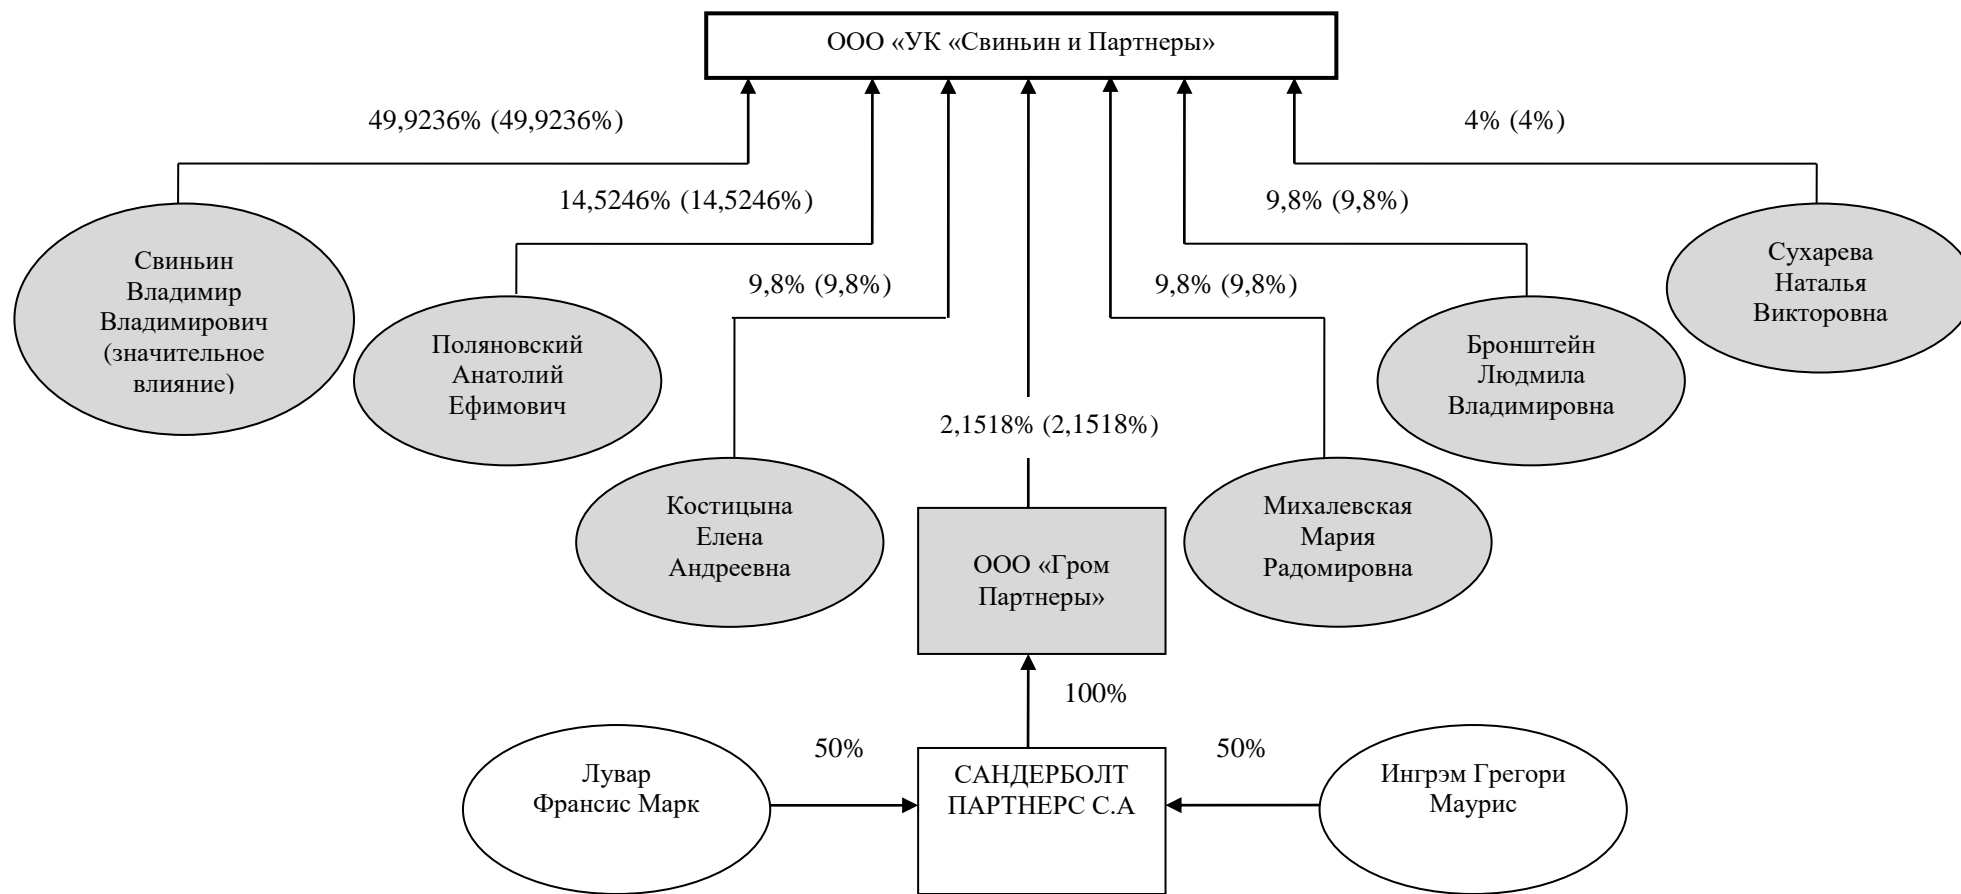 ООО «УК «Свиньин и Партнеры»
49,9236% (49,9236%)
4% (4%)
14,5246% (14,5246%)
9,8% (9,8%)
9,8% (9,8%)
9,8% (9,8%)
Свиньин
Владимир
Владимирович
(значительное
влияние)
Поляновский
Анатолий
Ефимович
Бронштейн
Людмила
Владимировна
Сухарева
Наталья
Викторовна
2,1518% (2,1518%)
Костицына
Елена
Андреевна
ООО «Гром
Партнеры»
Михалевская
Мария
Радомировна
100%
50%
50%
Лувар
Франсис Марк
САНДЕРБОЛТ
ПАРТНЕРС С.А
Ингрэм Грегори
Маурис